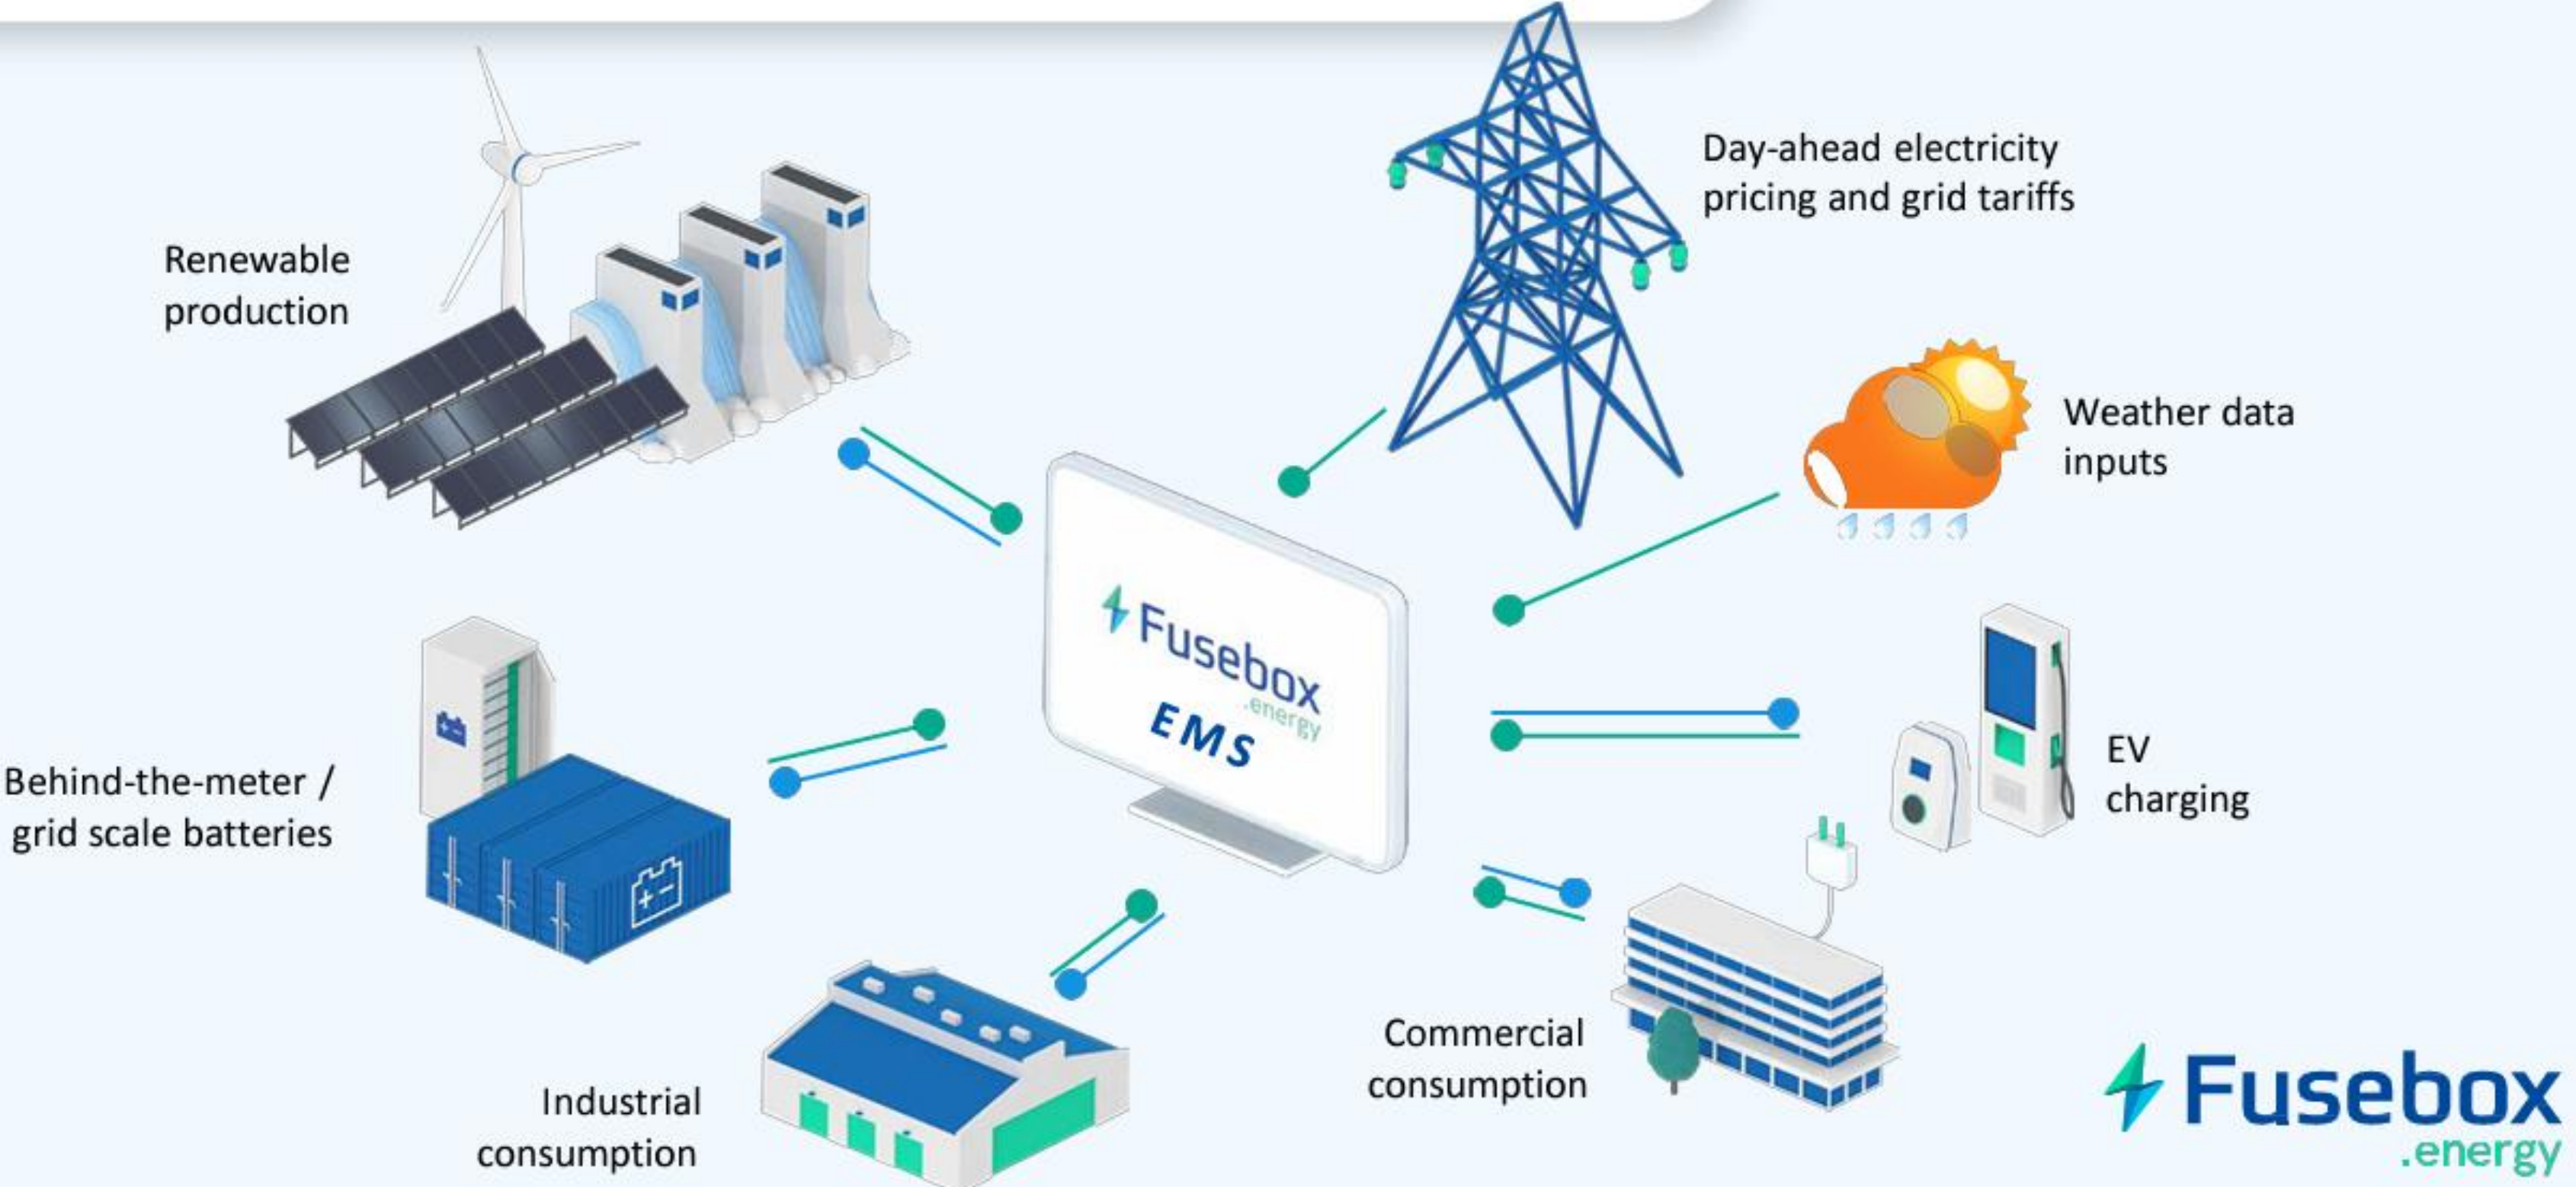 Day-ahead electricity
pricing and grid tariffs
Renewable
production
Weather data
inputs
Fusebox
.energy
EMS
EV
charging
Behind-the-meter /
grid scale batteries
Commercial
consumption
Industrial
consumption
Fusebox
.energy